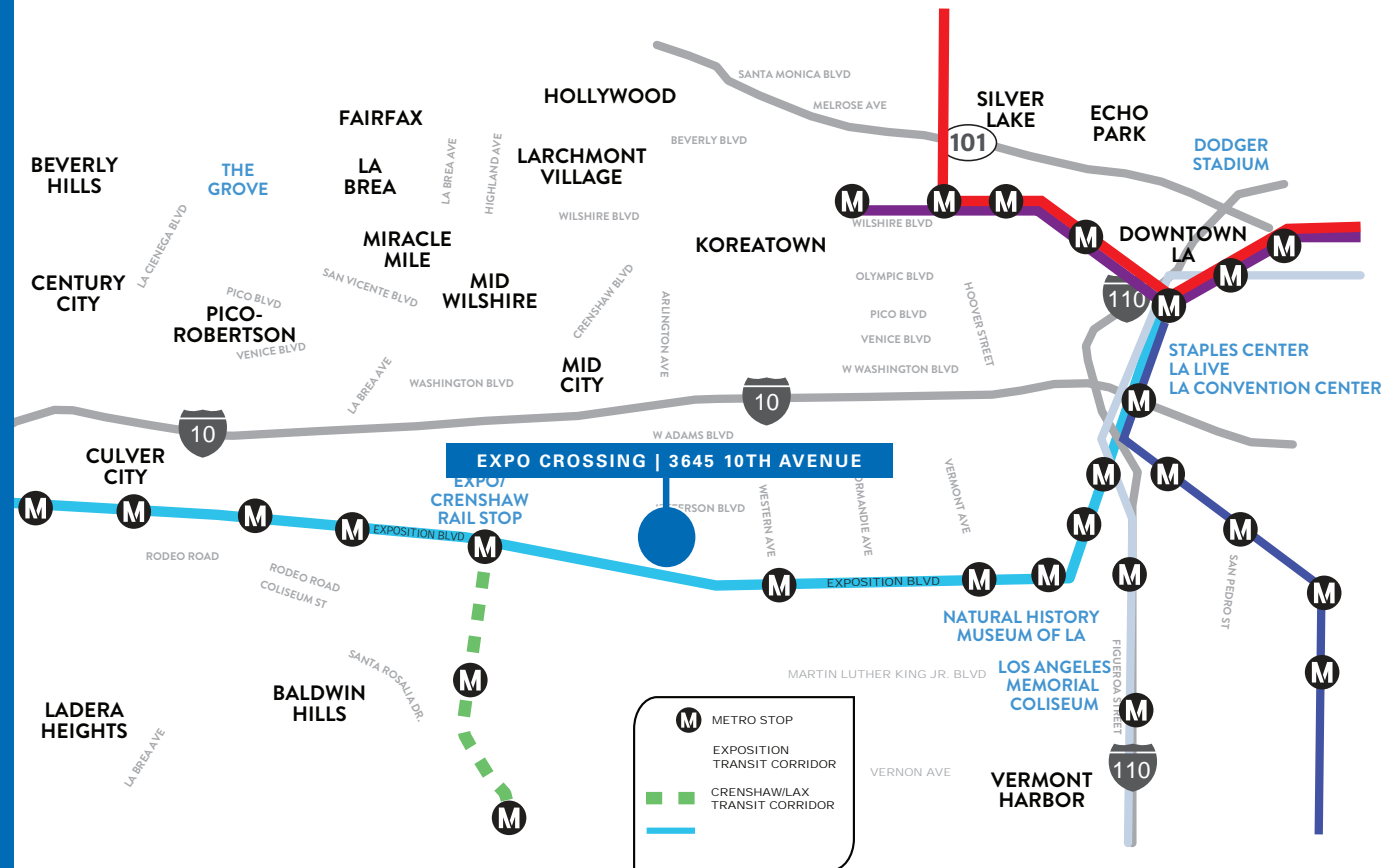 SANTA MONICA BLVD
HOLLYWOOD
SILVER
LAKE
MELROSE AVE
ECHO
PARK
FAIRFAX
101
BEVERLY BLVD
DODGER
STADIUM
BEVERLY
HILLS
THE
GROVE
LA
BREA
LA BREA AVE
HIGHLAND AVE
LARCHMONT
VILLAGE
M
M
M
WILSHIRE BLVD
WILSHIRE BLVD
LA CIENEGA BLVD
MIRACLE
MILE
KOREATOWN
M
DOWNTOWN
LA
M
M
CENTURY
CITY
SAN VICENTE BLVD
MID
WILSHIRE
OLYMPIC BLVD
PICO BLVD
CRENSHAW BLVD
ARLINGTON AVE
HOOVER STREET
110
M
PICO-
ROBERTSON
PICO BLVD
VENICE BLVD
VENICE BLVD
STAPLES CENTER
LA LIVE
LA CONVENTION CENTER
LA BREA AVE
WASHINGTON BLVD
MID
CITY
W WASHINGTON BLVD
10
10
M
W ADAMS BLVD
CULVER
CITY
EXPO CROSSING | 3645 10TH AVENUE
EXPO/
CRENSHAW
RAIL STOP
M
M
VERMONT AVE
WESTERN AVE
M
M
M
M
EXPOSITION BLVD
M
M
M
RODEO ROAD
RODEO ROAD
COLISEUM ST
M
EXPOSITION BLVD
M
M
M
M
SAN PEDRO ST
NATURAL HISTORY
MUSEUM OF LA
SANTA ROSALIA DR.
M
MARTIN LUTHER KING JR. BLVD
LOS ANGELES
MEMORIAL
COLISEUM
FIGUEROA STREET
M
M
LADERA
HEIGHTS
BALDWIN
HILLS
LA BREA AVE
M METRO STOP
EXPOSITION
TRANSIT CORRIDOR
CRENSHAW/LAX
TRANSIT CORRIDOR
VERNON AVE
VERMONT
HARBOR
110
M